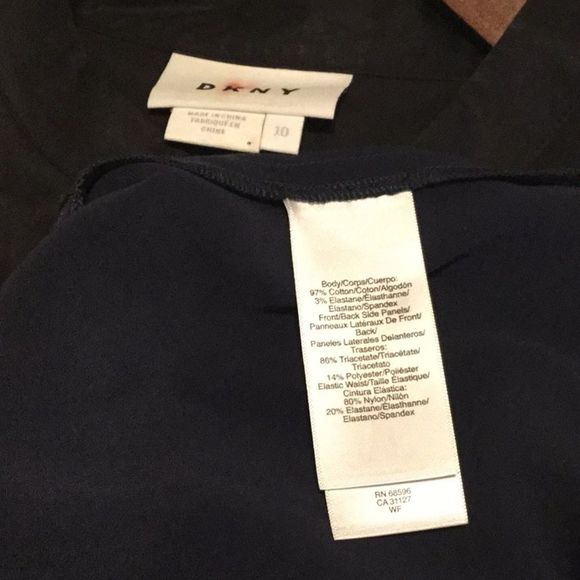 DKNY
MADE IN CHINA
FABRIQUÉ EN
CHINE
10
Body/Corps/Cuerpo:
97% Cotton/Coton/Algodón
3% Elastane/Élasthanne/
Elastano/Spandex
Front/Back Side Panels/
Panneaux Latéraux De Front/
Back/
Paneles Laterales Delanteros/
Traseros:
86% Triacetate/Triacétate/
Triacetato
14% Polyester/Poliéster
Elastic Waist/Taille Élastique/
Cintura Elástica:
80% Nylon/Nilón
20% Elastane/Élasthanne/
Elastano/Spandex
RN 68596
CA 31127
WF